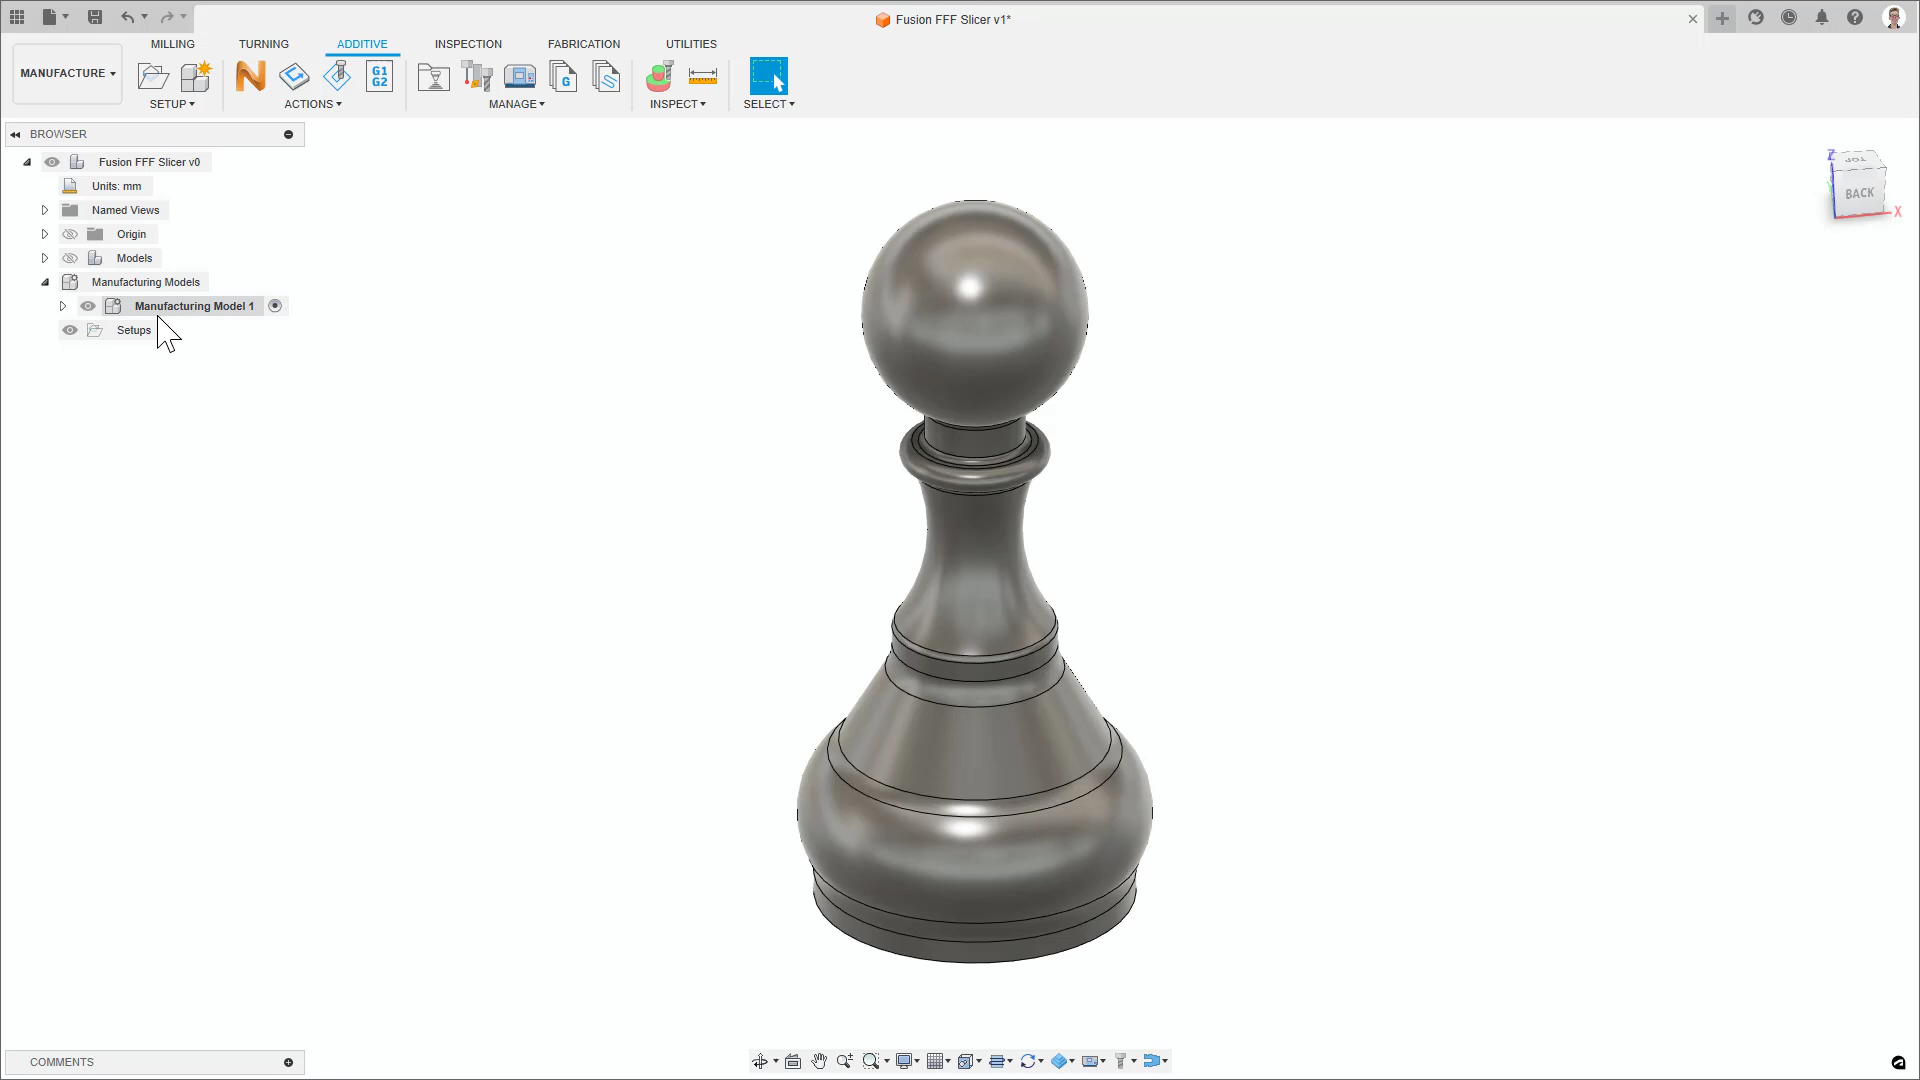 Fusion FFF Slicer v1*
MANUFACTURE
MILLING
TURNING
ADDITIVE
INSPECTION
FABRICATION
UTILITIES
G1
G2
G
SETUP
ACTIONS
MANAGE
INSPECT
SELECT
BROWSER
Fusion FFF Slicer v0
Units: mm
Named Views
Origin
Models
Manufacturing Models
Manufacturing Model 1
Setups
Z
TOP
BACK
X
COMMENTS